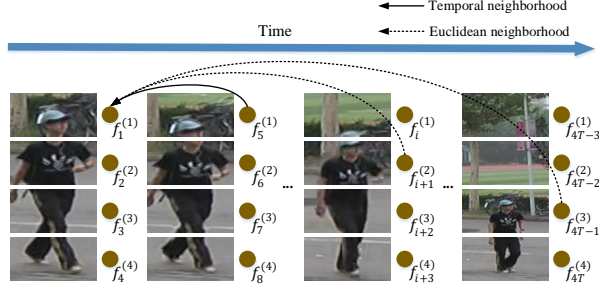 Temporal neighborhood
Time
Euclidean neighborhood
f_1^{(1)} f_5^{(1)} f_i^{(1)} f_{4T-3}^{(1)}
f_2^{(2)} f_6^{(2)} f_{i+1}^{(2)} f_{4T-2}^{(2)}
... ...
f_3^{(3)} f_7^{(3)} f_{i+2}^{(3)} f_{4T-1}^{(3)}
f_4^{(4)} f_8^{(4)} f_{i+3}^{(4)} f_{4T}^{(4)}